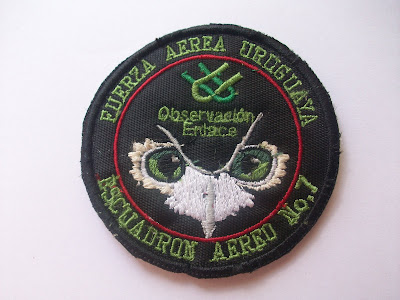 FUERZA AEREA URUGUAYA
Observación
Enlace
ESCUADRON AEREO No.7